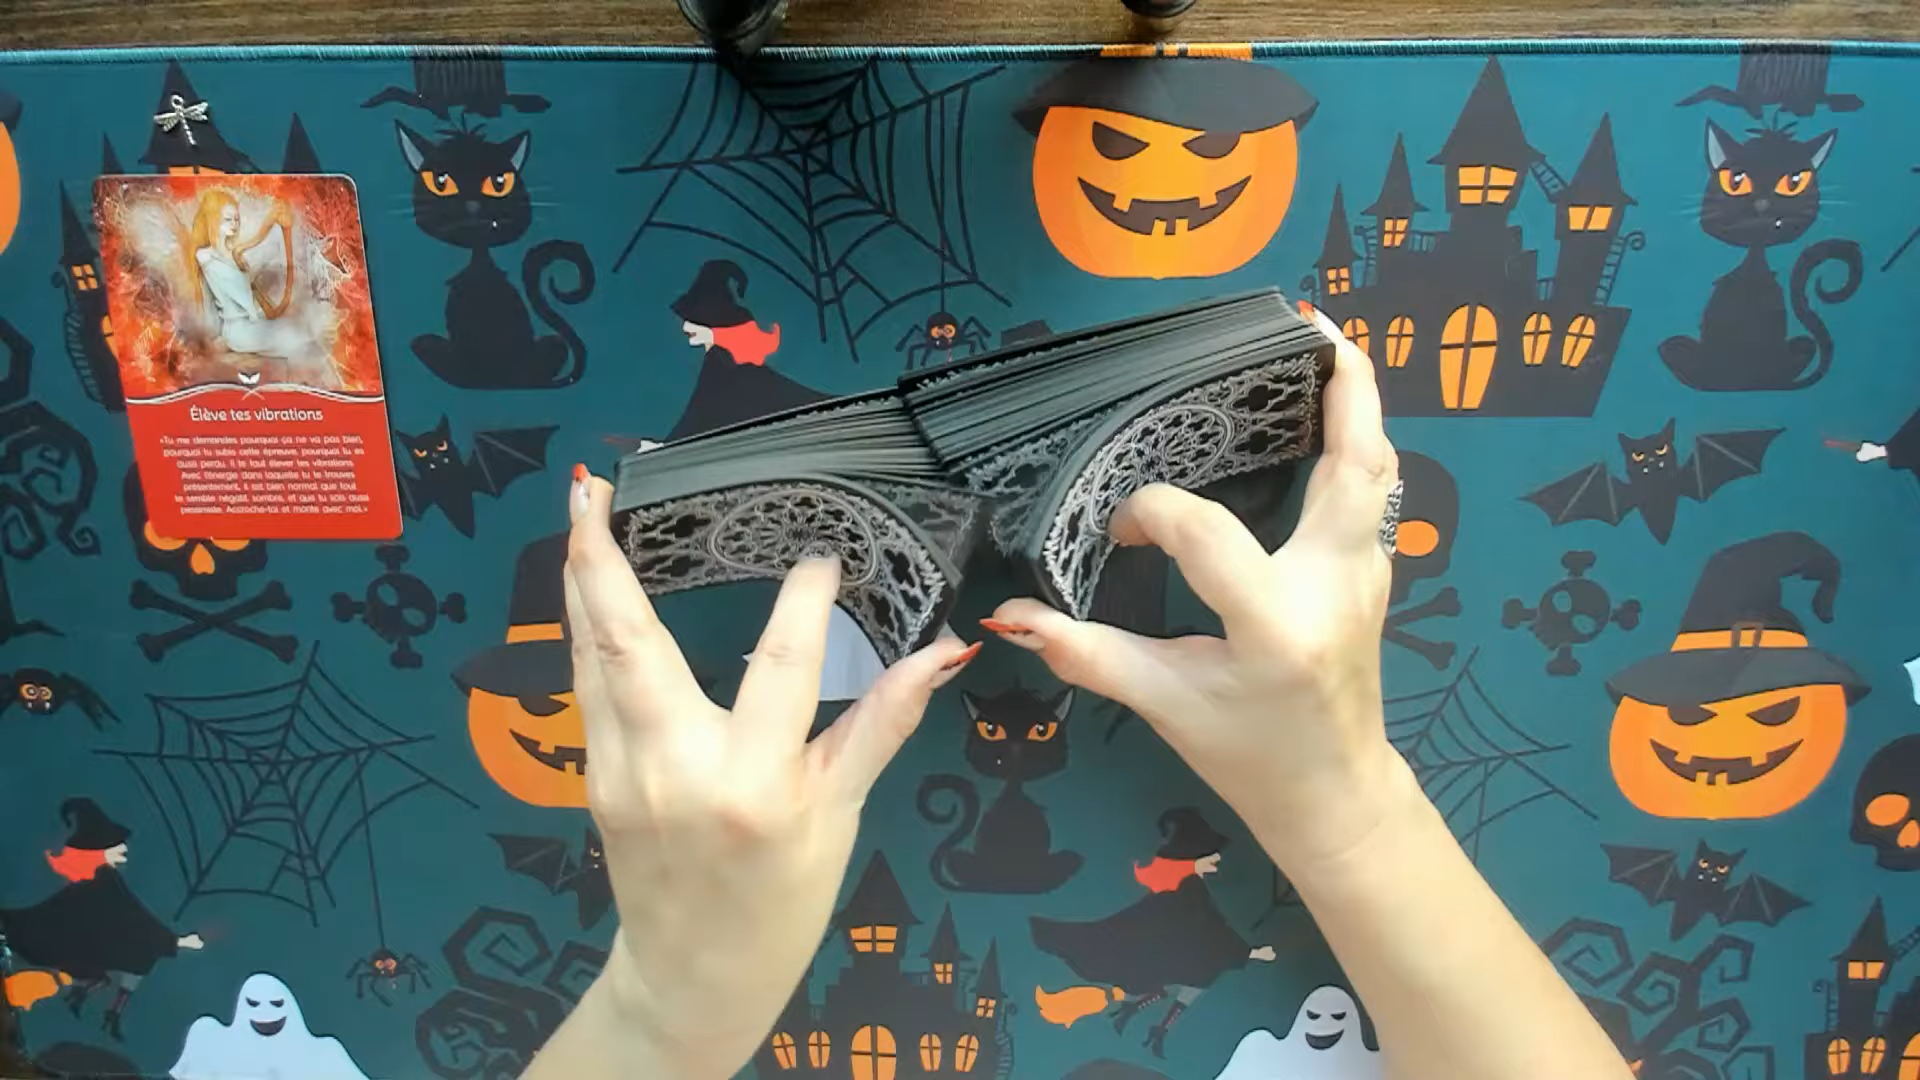 Élève tes vibrations
«Tu me demandes pourquoi ça ne va pas bien,
pourquoi tu subis cette épreuve, pourquoi tu es
aussi perdu. Il te faut élever tes vibrations.
Avec l'énergie dans laquelle tu te trouves
présentement, il est bien normal que tout
te semble négatif, sombre, et que tu sois aussi
pessimiste. Accroche-toi et monte avec moi.»